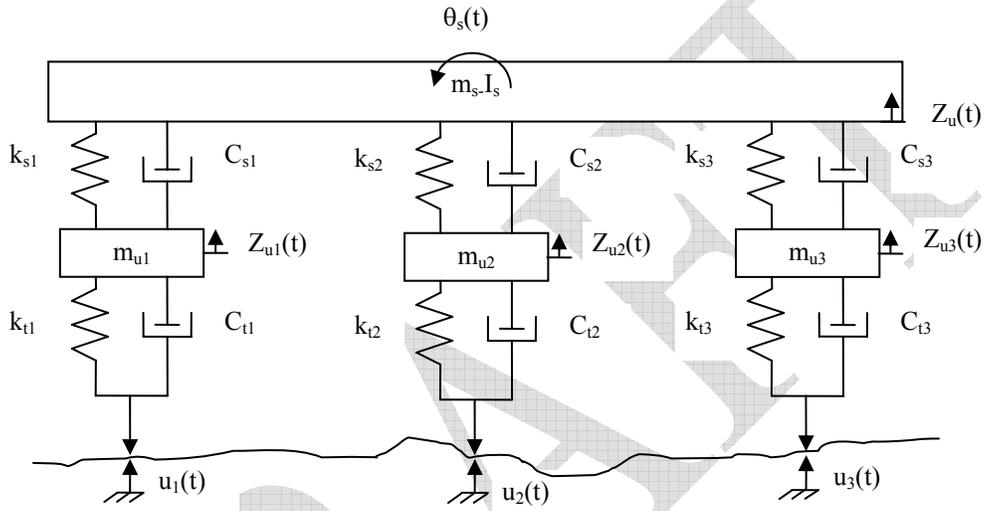 θs(t)
ms-Is
Zu(t)
ks1
Cs1
ks2
Cs2
ks3
Cs3
mu1
Zu1(t)
mu2
Zu2(t)
mu3
Zu3(t)
kt1
Ct1
kt2
Ct2
kt3
Ct3
u1(t)
u2(t)
u3(t)